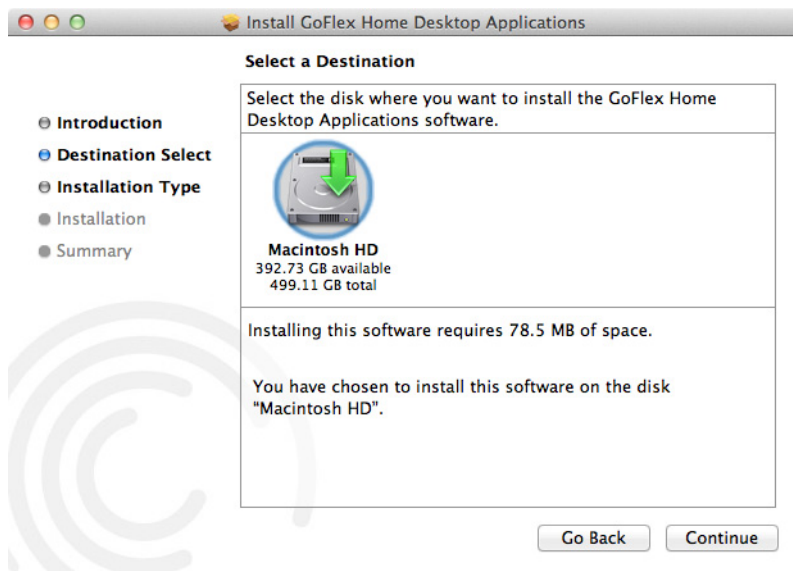 Install GoFlex Home Desktop Applications
Select a Destination
Introduction
Destination Select
Installation Type
Installation
Summary
Select the disk where you want to install the GoFlex Home
Desktop Applications software.
Macintosh HD
392.73 GB available
499.11 GB total
Installing this software requires 78.5 MB of space.
You have chosen to install this software on the disk
“Macintosh HD”.
Go Back
Continue